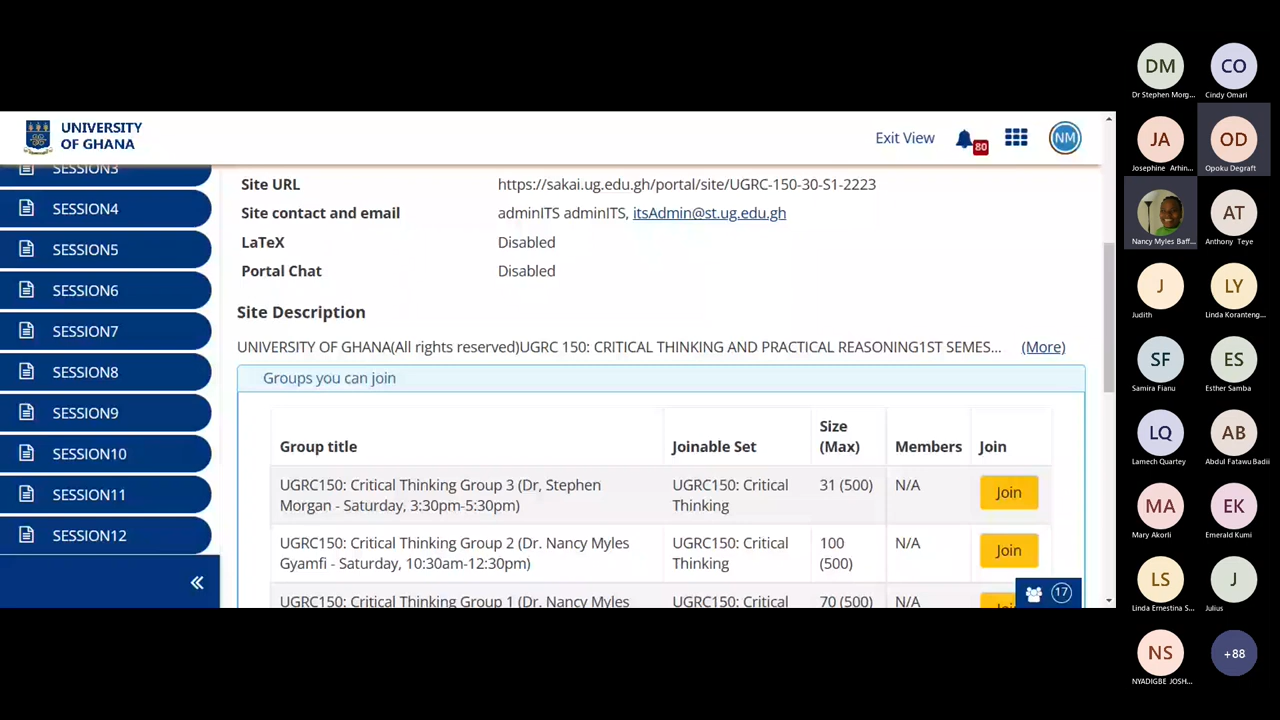 UNIVERSITY
OF GHANA
Exit View
80
NM
SESSION3
SESSION4
SESSION5
SESSION6
SESSION7
SESSION8
SESSION9
SESSION10
SESSION11
SESSION12
Site URL https://sakai.ug.edu.gh/portal/site/UGRC-150-30-S1-2223
Site contact and email adminITS adminITS, itsAdmin@st.ug.edu.gh
LaTeX Disabled
Portal Chat Disabled
Site Description
UNIVERSITY OF GHANA(All rights reserved)UGRC 150: CRITICAL THINKING AND PRACTICAL REASONING1ST SEMES... (More)
Groups you can join
Group title Joinable Set Size (Max) Members Join
UGRC150: Critical Thinking Group 3 (Dr, Stephen UGRC150: Critical 31 (500) N/A Join
Morgan - Saturday, 3:30pm-5:30pm) Thinking
UGRC150: Critical Thinking Group 2 (Dr. Nancy Myles UGRC150: Critical 100 N/A Join
Gyamfi - Saturday, 10:30am-12:30pm) Thinking (500)
UGRC150: Critical Thinking Group 1 (Dr. Nancy Myles UGRC150: Critical 70 (500) N/A Join
17
DM CO
Dr Stephen Morg... Cindy Omari
JA OD
Josephine Arhin... Opoku Degraft
AT
Nancy Myles Baff... Anthony Teye
J LY
Judith Linda Koranteng...
SF ES
Samira Fianu Esther Samba
LQ AB
Lamech Quartey Abdul Fatawu Badii
MA EK
Mary Akorli Emerald Kumi
LS J
Linda Ernestina S... Julius
NS +88
NYADIGBE JOSH...